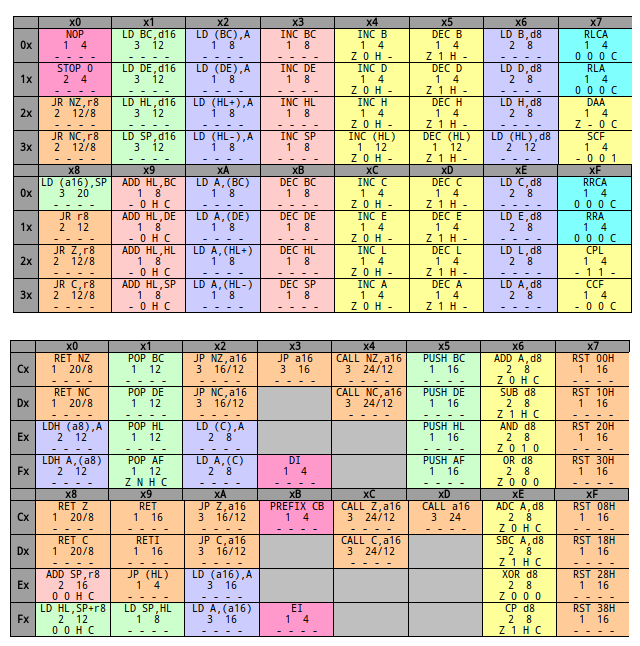 x0 x1 x2 x3 x4 x5 x6 x7
0x NOP LD BC,d16 LD (BC),A INC BC INC B DEC B LD B,d8 RLCA
1 4 3 12 1 8 1 8 1 4 1 4 2 8 1 4
- - - - - - - - - - - - - - - - Z 0 H - Z 1 H - - - - - 0 0 0 C
1x STOP 0 LD DE,d16 LD (DE),A INC DE INC D DEC D LD D,d8 RLA
2 4 3 12 1 8 1 8 1 4 1 4 2 8 1 4
- - - - - - - - - - - - - - - - Z 0 H - Z 1 H - - - - - 0 0 0 C
2x JR NZ,r8 LD HL,d16 LD (HL+),A INC HL INC H DEC H LD H,d8 DAA
2 12/8 3 12 1 8 1 8 1 4 1 4 2 8 1 4
- - - - - - - - - - - - - - - - Z 0 H - Z 1 H - - - - - Z - 0 C
3x JR NC,r8 LD SP,d16 LD (HL-),A INC SP INC (HL) DEC (HL) LD (HL),d8 SCF
2 12/8 3 12 1 8 1 8 1 12 1 12 2 12 1 4
- - - - - - - - - - - - - - - - Z 0 H - Z 1 H - - - - - - 0 0 1
x8 x9 xA xB xC xD xE xF
0x LD (a16),SP ADD HL,BC LD A,(BC) DEC BC INC C DEC C LD C,d8 RRCA
3 20 1 8 1 8 1 8 1 4 1 4 2 8 1 4
- - - - - 0 H C - - - - - - - - Z 0 H - Z 1 H - - - - - 0 0 0 C
1x JR r8 ADD HL,DE LD A,(DE) DEC DE INC E DEC E LD E,d8 RRA
2 12 1 8 1 8 1 8 1 4 1 4 2 8 1 4
- - - - - 0 H C - - - - - - - - Z 0 H - Z 1 H - - - - - 0 0 0 C
2x JR Z,r8 ADD HL,HL LD A,(HL+) DEC HL INC L DEC L LD L,d8 CPL
2 12/8 1 8 1 8 1 8 1 4 1 4 2 8 1 4
- - - - - 0 H C - - - - - - - - Z 0 H - Z 1 H - - - - - - 1 1 -
3x JR C,r8 ADD HL,SP LD A,(HL-) DEC SP INC A DEC A LD A,d8 CCF
2 12/8 1 8 1 8 1 8 1 4 1 4 2 8 1 4
- - - - - 0 H C - - - - - - - - Z 0 H - Z 1 H - - - - - - 0 0 C
x0 x1 x2 x3 x4 x5 x6 x7
Cx RET NZ POP BC JP NZ,a16 JP a16 CALL NZ,a16 PUSH BC ADD A,d8 RST 00H
1 20/8 1 12 3 16/12 3 16 3 24/12 1 16 2 8 1 16
- - - - - - - - - - - - - - - - - - - - - - - - Z 0 H C - - - -
Dx RET NC POP DE JP NC,a16 CALL NC,a16 PUSH DE SUB d8 RST 10H
1 20/8 1 12 3 16/12 3 24/12 1 16 2 8 1 16
- - - - - - - - - - - - - - - - - - - - Z 1 H C - - - -
Ex LDH (a8),A POP HL LD (C),A PUSH HL AND d8 RST 20H
2 12 1 12 2 8 1 16 2 8 1 16
- - - - - - - - - - - - - - - - Z 0 1 0 - - - -
Fx LDH A,(a8) POP AF LD A,(C) DI PUSH AF OR d8 RST 30H
2 12 1 12 2 8 1 4 1 16 2 8 1 16
- - - - Z N H C - - - - - - - - - - - - Z 0 0 0 - - - -
x8 x9 xA xB xC xD xE xF
Cx RET Z RET JP Z,a16 PREFIX CB CALL Z,a16 CALL a16 ADC A,d8 RST 08H
1 20/8 1 16 3 16/12 1 4 3 24/12 3 24 2 8 1 16
- - - - - - - - - - - - - - - - - - - - - - - - Z 0 H C - - - -
Dx RET C RETI JP C,a16 CALL C,a16 SBC A,d8 RST 18H
1 20/8 1 16 3 16/12 3 24/12 2 8 1 16
- - - - - - - - - - - - - - - - Z 1 H C - - - -
Ex ADD SP,r8 JP (HL) LD (a16),A XOR d8 RST 28H
2 16 1 4 3 16 2 8 1 16
0 0 H C - - - - - - - - Z 0 0 0 - - - -
Fx LD HL,SP+r8 LD SP,HL LD A,(a16) EI CP d8 RST 38H
2 12 1 8 3 16 1 4 2 8 1 16
0 0 H C - - - - - - - - - - - - Z 1 H C - - - -